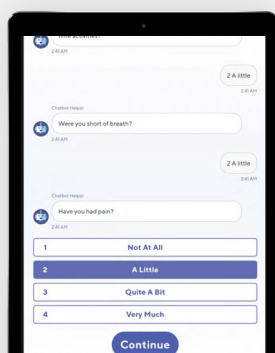 time activities?
2:41 AM
2 A little
2:41 AM
Chatbot Helper
Were you short of breath?
2:41 AM
2 A little
2:41 AM
Chatbot Helper
Have you had pain?
2:41 AM
1 Not At All
2 A Little
3 Quite A Bit
4 Very Much
Continue